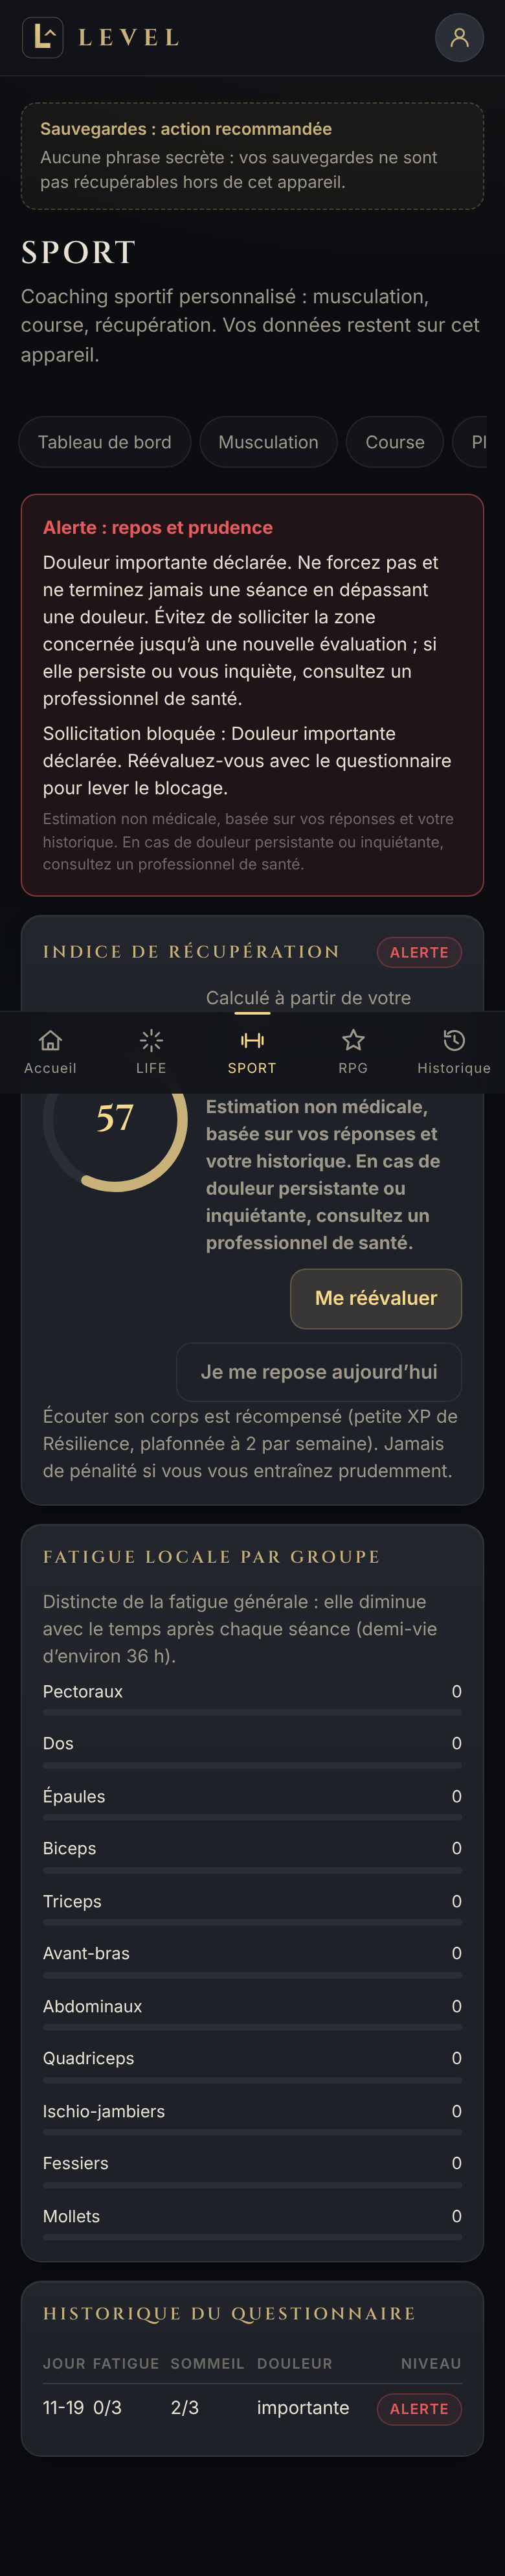 LEVEL
Sauvegardes : action recommandée
Aucune phrase secrète : vos sauvegardes ne sont
pas récupérables hors de cet appareil.
SPORT
Coaching sportif personnalisé : musculation,
course, récupération. Vos données restent sur cet
appareil.
Tableau de bord
Musculation
Course
Pl
Alerte : repos et prudence
Douleur importante déclarée. Ne forcez pas et
ne terminez jamais une séance en dépassant
une douleur. Évitez de solliciter la zone
concernée jusqu’à une nouvelle évaluation ; si
elle persiste ou vous inquiète, consultez un
professionnel de santé.
Sollicitation bloquée : Douleur importante
déclarée. Réévaluez-vous avec le questionnaire
pour lever le blocage.
Estimation non médicale, basée sur vos réponses et votre
historique. En cas de douleur persistante ou inquiétante,
consultez un professionnel de santé.
INDICE DE RÉCUPÉRATION
ALERTE
Calculé à partir de votre
Accueil
LIFE
SPORT
RPG
Historique
57
Estimation non médicale,
basée sur vos réponses et
votre historique. En cas de
douleur persistante ou
inquiétante, consultez un
professionnel de santé.
Me réévaluer
Je me repose aujourd’hui
Écouter son corps est récompensé (petite XP de
Résilience, plafonnée à 2 par semaine). Jamais
de pénalité si vous vous entraînez prudemment.
FATIGUE LOCALE PAR GROUPE
Distincte de la fatigue générale : elle diminue
avec le temps après chaque séance (demi-vie
d’environ 36 h).
Pectoraux 0
Dos 0
Épaules 0
Biceps 0
Triceps 0
Avant-bras 0
Abdominaux 0
Quadriceps 0
Ischio-jambiers 0
Fessiers 0
Mollets 0
HISTORIQUE DU QUESTIONNAIRE
JOUR FATIGUE SOMMEIL DOULEUR NIVEAU
11-19 0/3 2/3 importante ALERTE